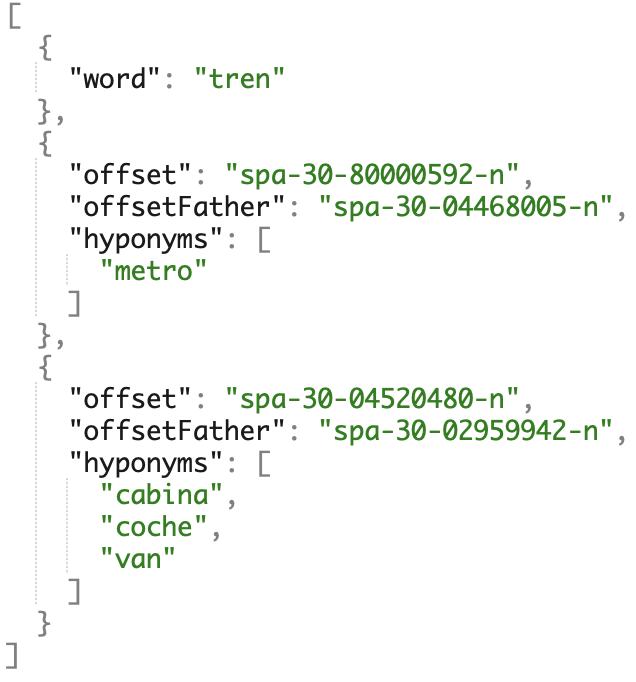 [
  {
    "word": "tren"
  },
  {
    "offset": "spa-30-80000592-n",
    "offsetFather": "spa-30-04468005-n",
    "hyponyms": [
      "metro"
    ]
  },
  {
    "offset": "spa-30-04520480-n",
    "offsetFather": "spa-30-02959942-n",
    "hyponyms": [
      "cabina",
      "coche",
      "van"
    ]
  }
]